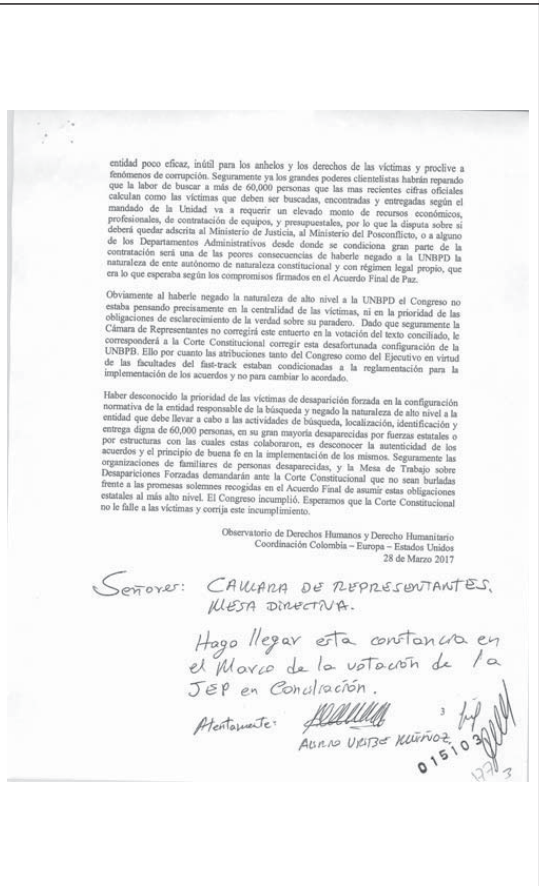 entidad poco eficaz, inútil para los anhelos y los derechos de las víctimas y proclive a
fenómenos de corrupción. Seguramente ya los grandes poderes clientelistas habrán reparado
que la labor de buscar a más de 60,000 personas que las mas recientes cifras oficiales
calculan como las víctimas que deben ser buscadas, encontradas y entregadas según el
mandado de la Unidad va a requrir un elevado monto de recursos económicos,
profesionales, de contratación de equipos, y presupuestales, por lo que la disputa sobre si
deberá quedar adscrita al Ministerio de Justicia, al Ministerio del Posconflicto, o a alguno
de los Departamentos Administrativos desde donde se condiciona gran parte de la
contratación será una de las peores consecuencias de haberle negado a la UNBPD la
naturaleza de ente autónomo de naturaleza constitucional y con régimen legal propio, que
era lo que esperaba según los compromisos firmados en el Acuerdo Final de Paz.
Obviamente al haberle negado la naturaleza de alto nivel a la UNBPD el Congreso no
estaba pensando precisamente en la centralidad de las víctimas, ni en la prioridad de las
obligaciones de esclarecimiento de la verdad sobre su paradero. Dado que seguramente la
Cámara de Representantes no corregirá este entuerto en la votación del texto conciliado, le
corresponderá a la Corte Constitucional corregir esta desafortunada configuración de la
UNBPB. Ello por cuanto las atribuciones tanto del Congreso como del Ejecutivo en virtud
de las facultades del fast-track estaban condicionadas a la reglamentación para la
implementación de los acuerdos y no para cambiar lo acordado.
Haber desconocido la prioridad de las víctimas de desaparición forzada en la configuración
normativa de la entidad responsable de la búsqueda y negado la naturaleza de alto nivel a la
entidad que debe llevar a cabo a las actividades de búsqueda, localización, identificación y
entrega digna de 60,000 personas, en su gran mayoría desaparecidas por fuerzas estatales o
por estructuras con las cuales estas colaboraron, es desconocer la autenticidad de los
acuerdos y el principio de buena fe en la implementación de los mismos. Seguramente las
organizaciones de familiares de personas desaparecidas, y la Mesa de Trabajo sobre
Desapariciones Forzadas demandarán ante la Corte Constitucional que no sean burladas
frente a las promesas solemnes recogidas en el Acuerdo Final de asumir estas obligaciones
estatales al más alto nivel. El Congreso incumplió. Esperamos que la Corte Constitucional
no le falle a las víctimas y corrija este incumplimiento.
Observatorio de Derechos Humanos y Derecho Humanitario
Coordinación Colombia – Europa – Estados Unidos
28 de Marzo 2017
Señores: CAMARA DE REPRESENTANTES.
MESA DIRECTIVA.
Hago llegar esta constancia en
el Marco de la votación de la
JEP en Conciliación.
Atentamente:
3
ALIRIO URIBE MUÑOZ
015103
3